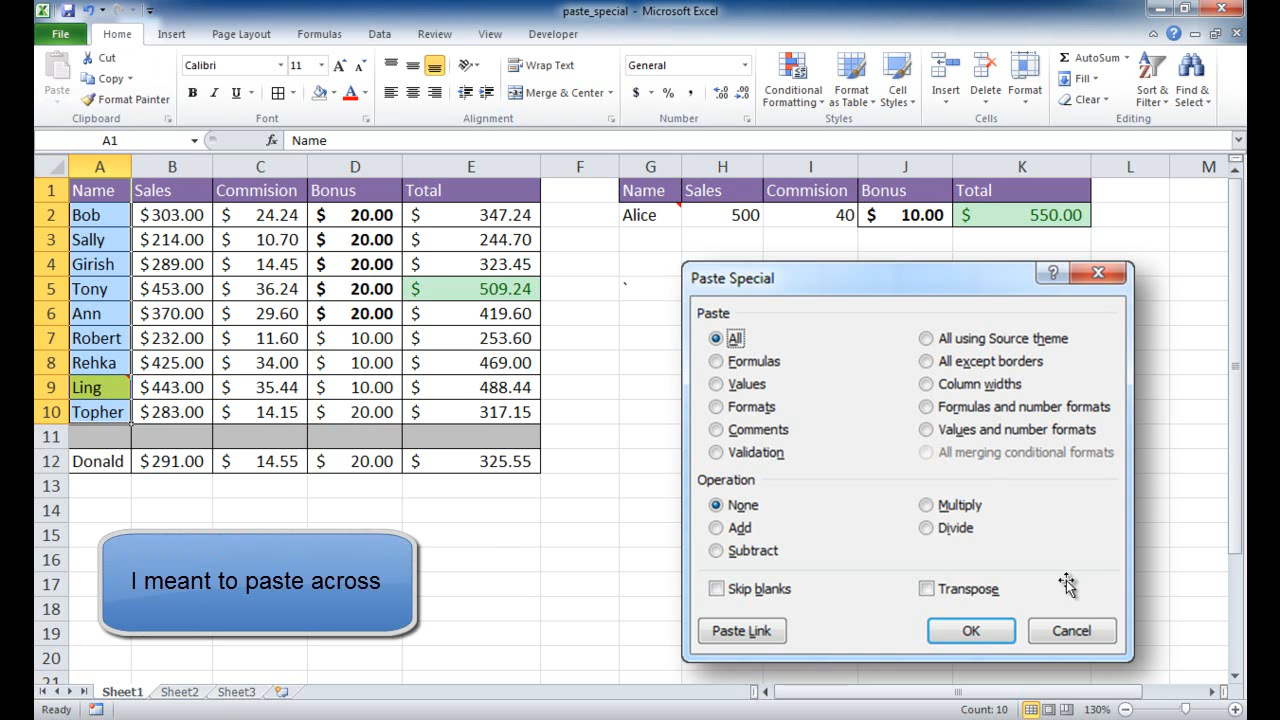 paste_special - Microsoft Excel
File Home Insert Page Layout Formulas Data Review View Developer
Paste
Cut
Copy
Format Painter
Clipboard
Calibri 11
B I U
Font
Wrap Text
Merge & Center
Alignment
General
$ % ,
Number
Conditional Formatting
Format as Table
Cell Styles
Styles
Insert Delete Format
Cells
AutoSum
Fill
Clear
Sort & Filter
Find & Select
Editing
A1 fx Name
A B C D E F G H I J K L M
1 Name Sales Commision Bonus Total Name Sales Commision Bonus Total
2 Bob $303.00 $ 24.24 $ 20.00 $ 347.24 Alice 500 40 $ 10.00 $ 550.00
3 Sally $214.00 $ 10.70 $ 20.00 $ 244.70
4 Girish $289.00 $ 14.45 $ 20.00 $ 323.45
5 Tony $453.00 $ 36.24 $ 20.00 $ 509.24 `
6 Ann $370.00 $ 29.60 $ 20.00 $ 419.60
7 Robert $232.00 $ 11.60 $ 10.00 $ 253.60
8 Rehka $425.00 $ 34.00 $ 10.00 $ 469.00
9 Ling $443.00 $ 35.44 $ 10.00 $ 488.44
10 Topher $283.00 $ 14.15 $ 20.00 $ 317.15
11
12 Donald $291.00 $ 14.55 $ 20.00 $ 325.55
13
14
15
16
17
18
19
20
21
I meant to paste across
Paste Special
Paste
All All using Source theme
Formulas All except borders
Values Column widths
Formats Formulas and number formats
Comments Values and number formats
Validation All merging conditional formats
Operation
None Multiply
Add Divide
Subtract
Skip blanks Transpose
Paste Link OK Cancel
Sheet1 Sheet2 Sheet3
Ready Count: 10 130%